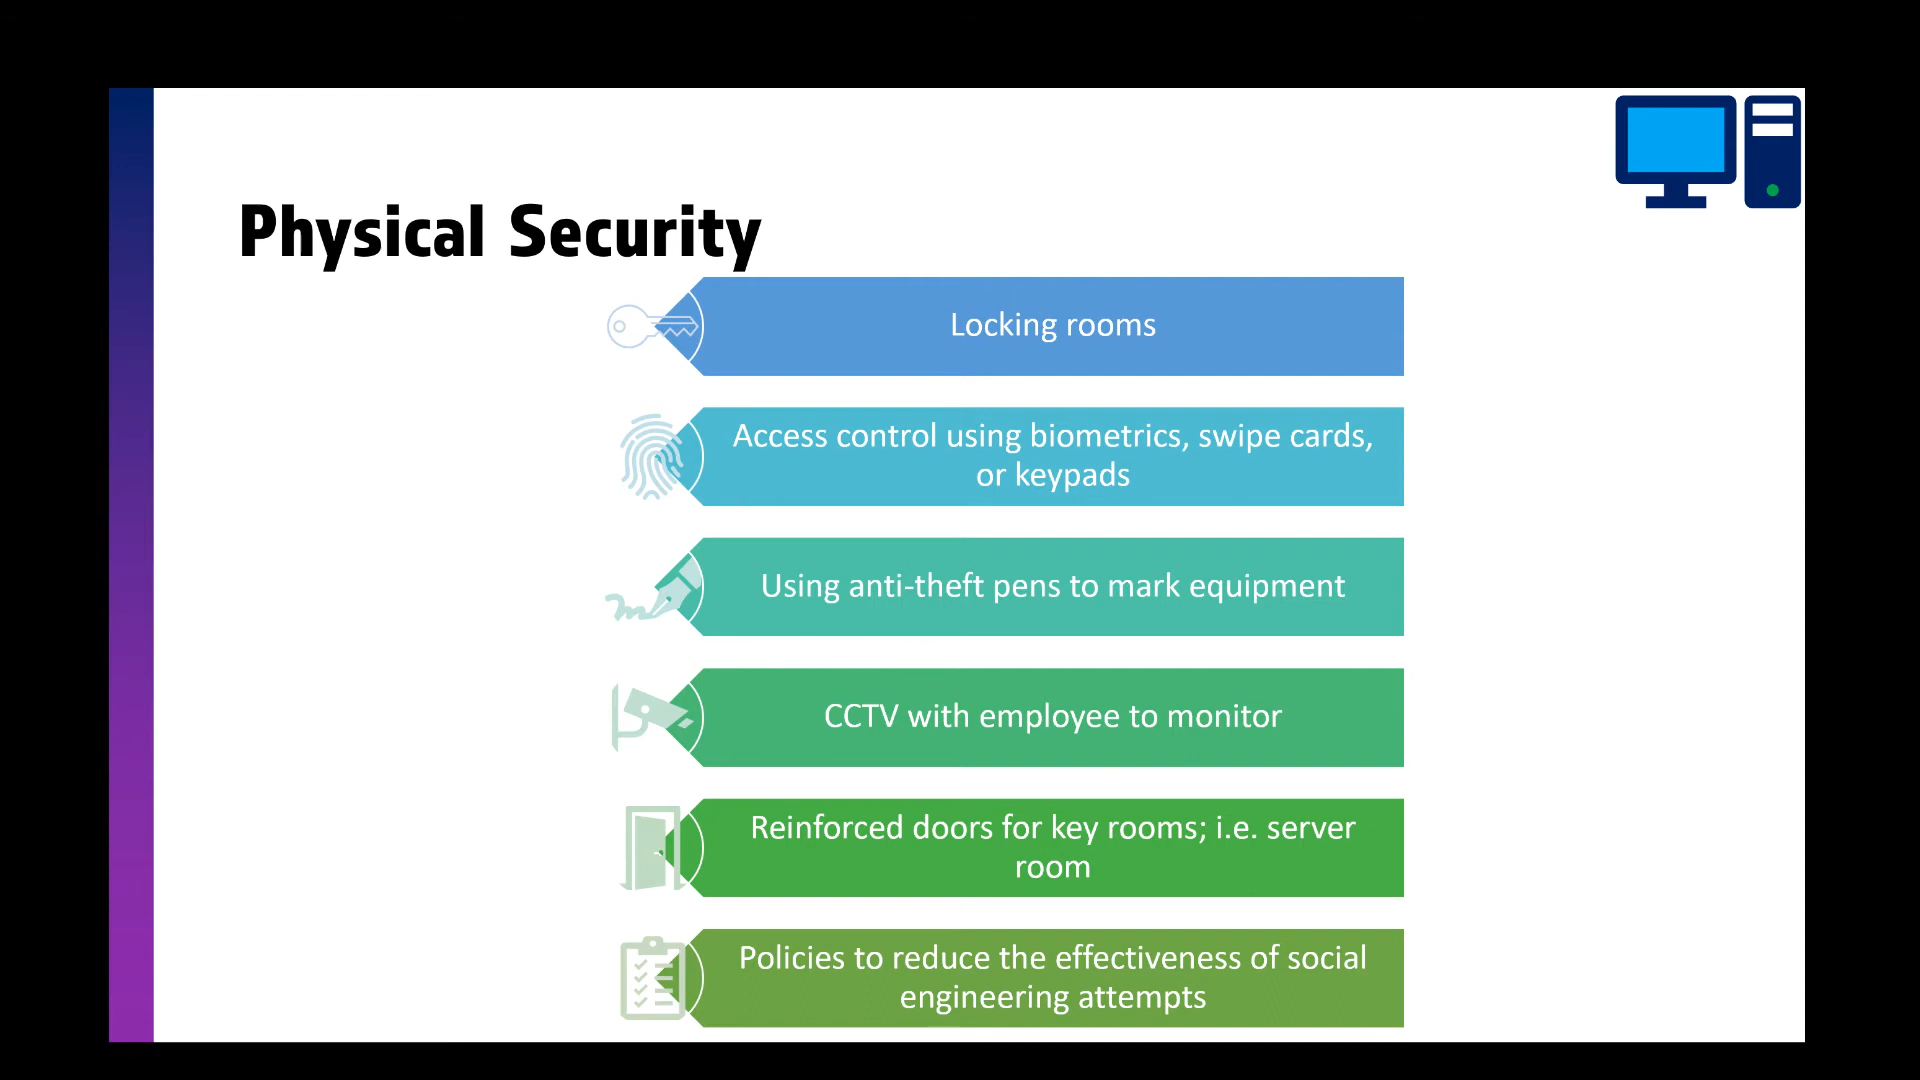 Physical Security
Locking rooms
Access control using biometrics, swipe cards,
or keypads
Using anti-theft pens to mark equipment
CCTV with employee to monitor
Reinforced doors for key rooms; i.e. server
room
Policies to reduce the effectiveness of social
engineering attempts